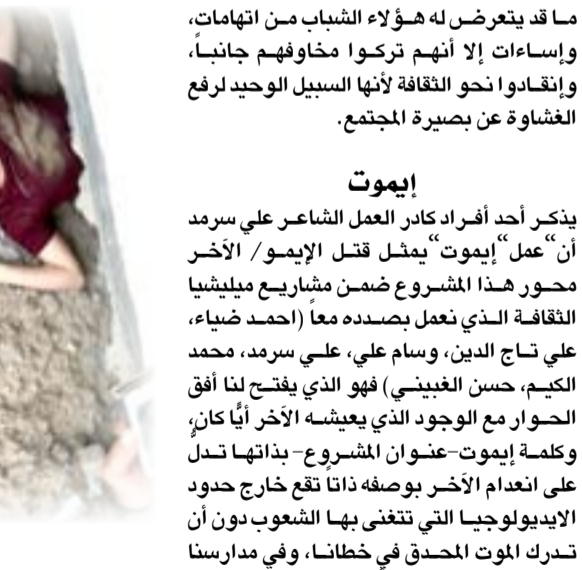 ما قد يتعرض له هؤلاء الشباب من اتهامات،
وإساءات إلا أنهم تركوا مخاوفهم جانباً،
وإنقادوا نحو الثقافة لأنها السبيل الوحيد لرفع
الغشاوة عن بصيرة المجتمع.
إيموت
يذكر أحد أفراد كادر العمل الشاعر علي سرمد
أن“عمل“إيموت“يمثل قتل الإيمو/ الآخر
محور هذا المشروع ضمن مشاريع ميليشيا
الثقافة الذي نعمل بصدده معاً (احمد ضياء،
علي تاج الدين، وسام علي، علي سرمد، محمد
الكيم، حسن الغبيني) فهو الذي يفتح لنا أفق
الحوار مع الوجود الذي يعيشه الآخر أيًّا كان،
وكلمة إيموت-عنوان المشروع- بذاتها تدلُّ
على انعدام الآخر بوصفه ذاتاً تقع خارج حدود
الايديولوجيا التي تتغنى بها الشعوب دون أن
تدرك الموت المحدق في خطانا، وفي مدارسنا